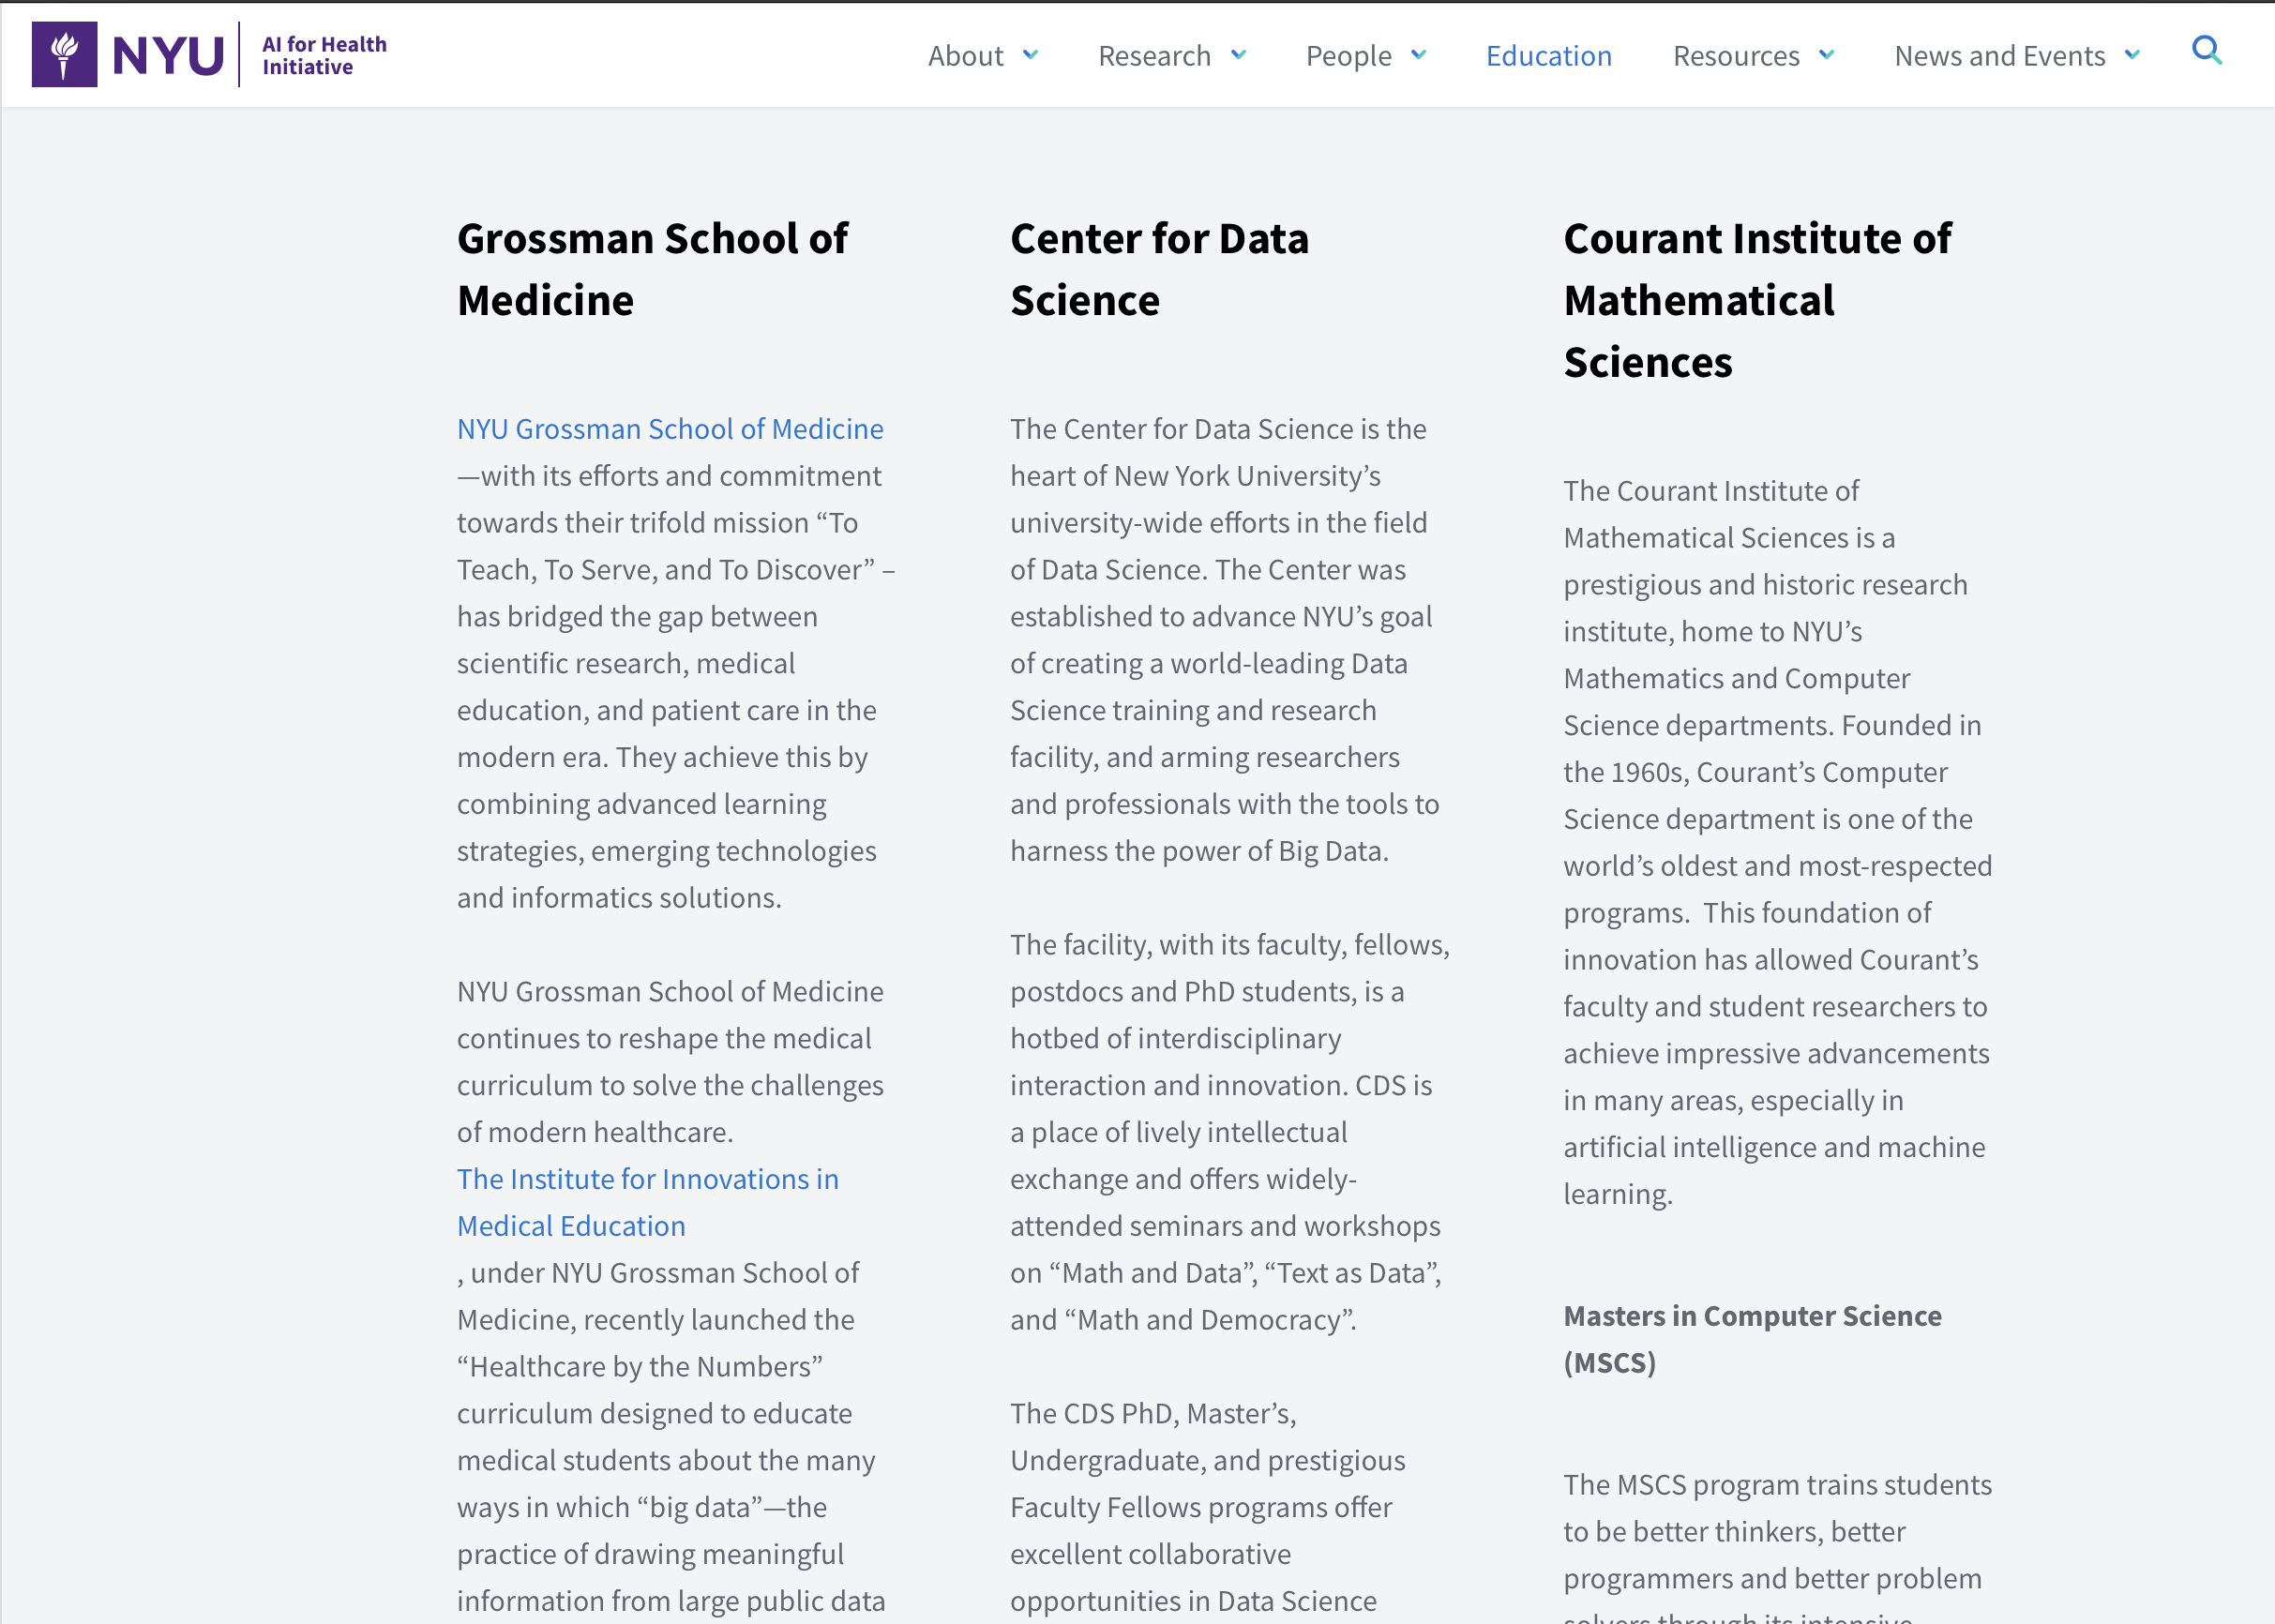 NYU
AI for Health
Initiative
About
Research
People
Education
Resources
News and Events
Grossman School of
Medicine
NYU Grossman School of Medicine
—with its efforts and commitment
towards their trifold mission “To
Teach, To Serve, and To Discover” –
has bridged the gap between
scientific research, medical
education, and patient care in the
modern era. They achieve this by
combining advanced learning
strategies, emerging technologies
and informatics solutions.
NYU Grossman School of Medicine
continues to reshape the medical
curriculum to solve the challenges
of modern healthcare.
The Institute for Innovations in
Medical Education
, under NYU Grossman School of
Medicine, recently launched the
“Healthcare by the Numbers”
curriculum designed to educate
medical students about the many
ways in which “big data”—the
practice of drawing meaningful
information from large public data
Center for Data
Science
The Center for Data Science is the
heart of New York University’s
university-wide efforts in the field
of Data Science. The Center was
established to advance NYU’s goal
of creating a world-leading Data
Science training and research
facility, and arming researchers
and professionals with the tools to
harness the power of Big Data.
The facility, with its faculty, fellows,
postdocs and PhD students, is a
hotbed of interdisciplinary
interaction and innovation. CDS is
a place of lively intellectual
exchange and offers widely-
attended seminars and workshops
on “Math and Data”, “Text as Data”,
and “Math and Democracy”.
The CDS PhD, Master’s,
Undergraduate, and prestigious
Faculty Fellows programs offer
excellent collaborative
opportunities in Data Science
Courant Institute of
Mathematical
Sciences
The Courant Institute of
Mathematical Sciences is a
prestigious and historic research
institute, home to NYU’s
Mathematics and Computer
Science departments. Founded in
the 1960s, Courant’s Computer
Science department is one of the
world’s oldest and most-respected
programs.  This foundation of
innovation has allowed Courant’s
faculty and student researchers to
achieve impressive advancements
in many areas, especially in
artificial intelligence and machine
learning.
Masters in Computer Science
(MSCS)
The MSCS program trains students
to be better thinkers, better
programmers and better problem
solvers through its intensive